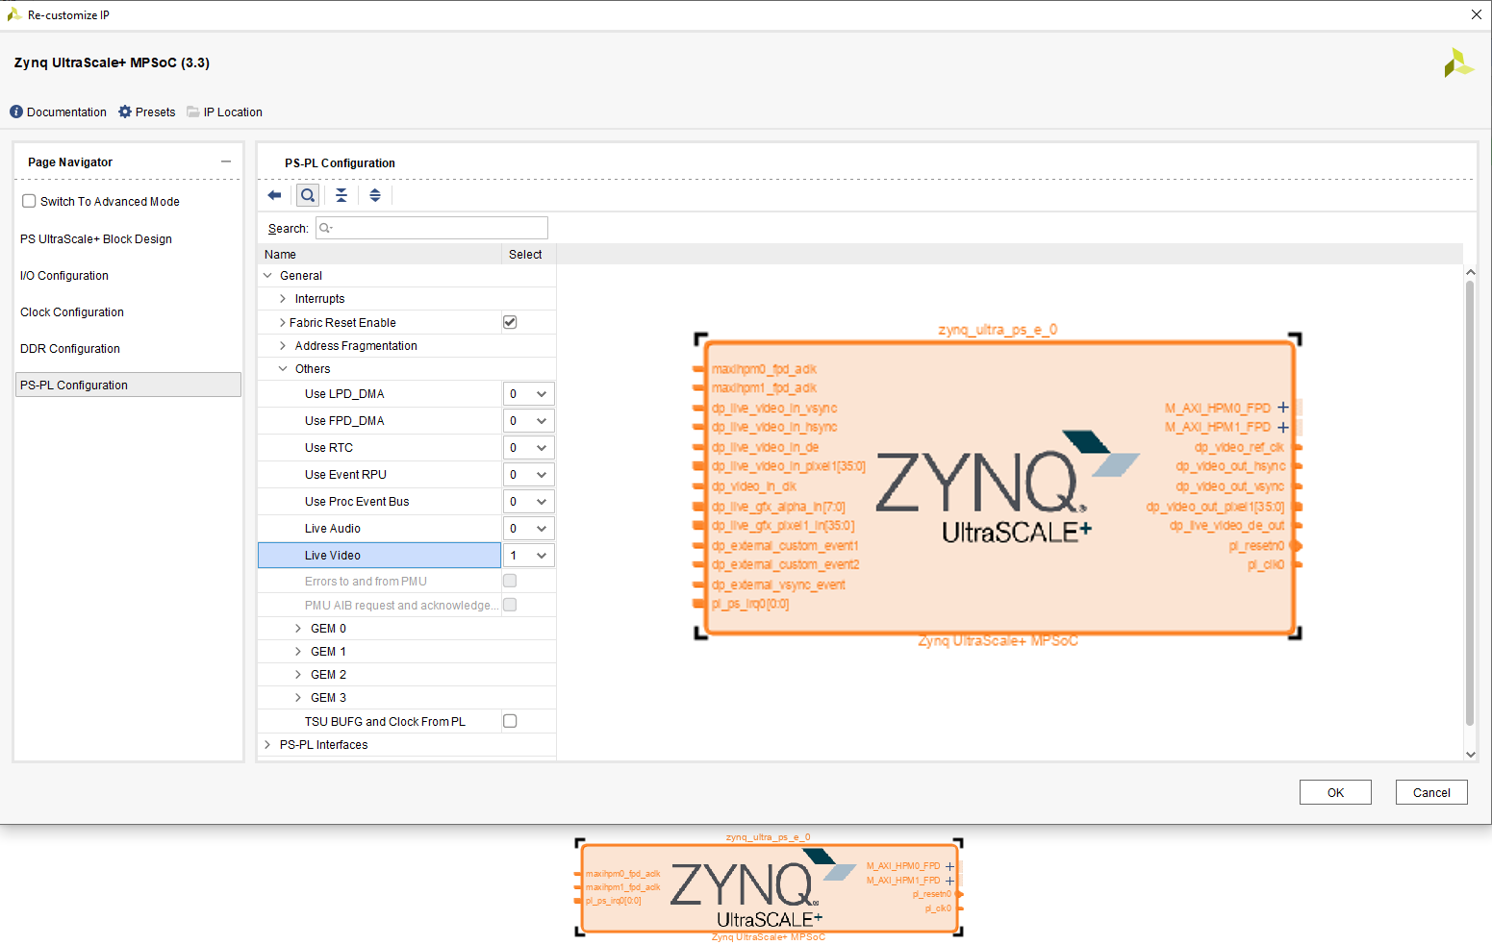 Re-customize IP
Zynq UltraScale+ MPSoC (3.3)
Documentation Presets IP Location
Page Navigator
Switch To Advanced Mode
PS UltraScale+ Block Design
I/O Configuration
Clock Configuration
DDR Configuration
PS-PL Configuration
PS-PL Configuration
Search:
Name Select
General
Interrupts
Fabric Reset Enable
Address Fragmentation
Others
Use LPD_DMA 0
Use FPD_DMA 0
Use RTC 0
Use Event RPU 0
Use Proc Event Bus 0
Live Audio 0
Live Video 1
Errors to and from PMU
PMU AIB request and acknowledge...
GEM 0
GEM 1
GEM 2
GEM 3
TSU BUFG and Clock From PL
PS-PL Interfaces
zynq_ultra_ps_e_0
maxihpm0_fpd_aclk
maxihpm1_fpd_aclk
dp_live_video_in_vsync
dp_live_video_in_hsync
dp_live_video_in_de
dp_live_video_in_pixel1[35:0]
dp_video_in_clk
dp_live_gfx_alpha_in[7:0]
dp_live_gfx_pixel1_in[35:0]
dp_external_custom_event1
dp_external_custom_event2
dp_external_vsync_event
pl_ps_irq0[0:0]
ZYNQ
UltraSCALE+
M_AXI_HPM0_FPD
M_AXI_HPM1_FPD
dp_video_ref_clk
dp_video_out_hsync
dp_video_out_vsync
dp_video_out_pixel1[35:0]
dp_live_video_de_out
pl_resetn0
pl_clk0
Zynq UltraScale+ MPSoC
OK Cancel
zynq_ultra_ps_e_0
maxihpm0_fpd_aclk
maxihpm1_fpd_aclk
pl_ps_irq0[0:0]
ZYNQ
UltraSCALE+
M_AXI_HPM0_FPD
M_AXI_HPM1_FPD
pl_resetn0
pl_clk0
Zynq UltraScale+ MPSoC